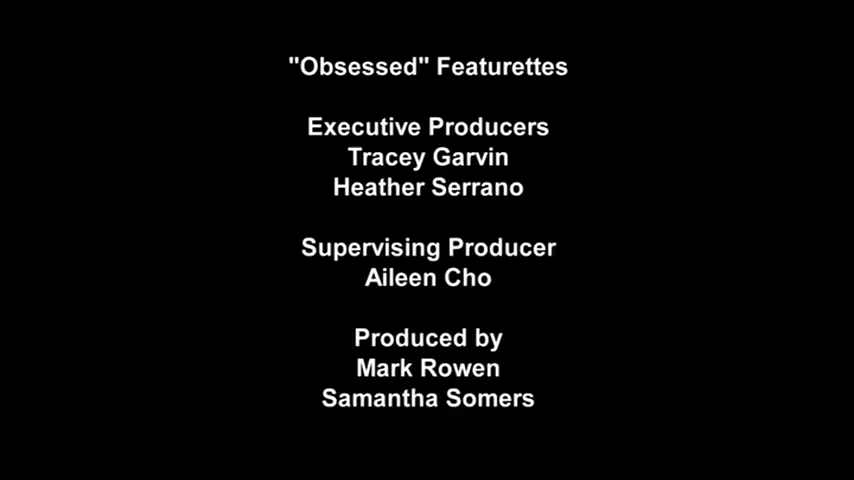 "Obsessed" Featurettes
Executive Producers
Tracey Garvin
Heather Serrano
Supervising Producer
Aileen Cho
Produced by
Mark Rowen
Samantha Somers